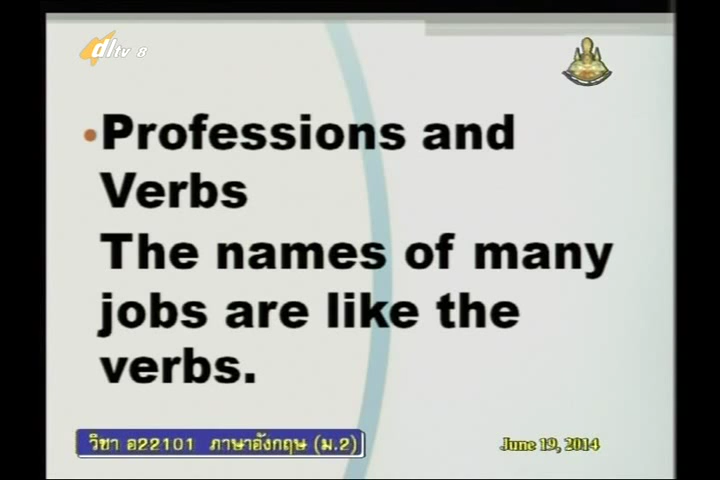 dltv 8
•Professions and
Verbs
The names of many
jobs are like the
verbs.
วิชา อ22101 ภาษาอังกฤษ (ม.2)
June 19, 2014